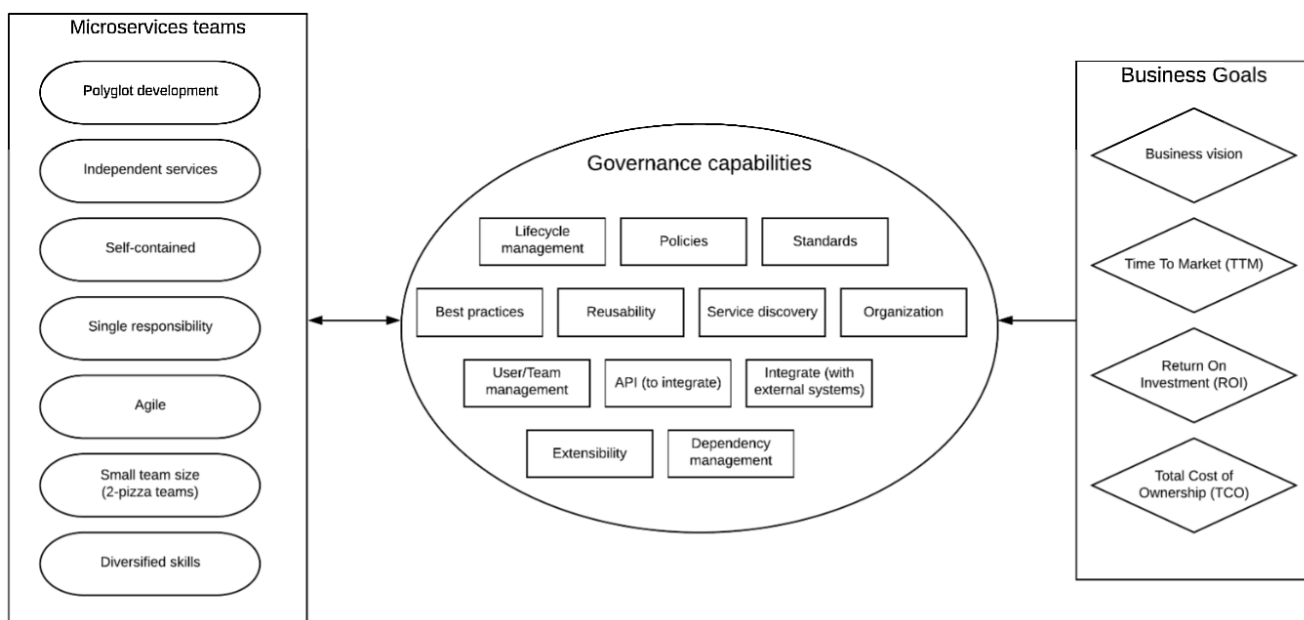 Microservices teams
Polyglot development
Independent services
Self-contained
Single responsibility
Agile
Small team size
(2-pizza teams)
Diversified skills
Governance capabilities
Lifecycle
management
Policies
Standards
Best practices
Reusability
Service discovery
Organization
User/Team
management
API (to integrate)
Integrate (with
external systems)
Extensibility
Dependency
management
Business Goals
Business vision
Time To Market (TTM)
Return On
Investment (ROI)
Total Cost of
Ownership (TCO)